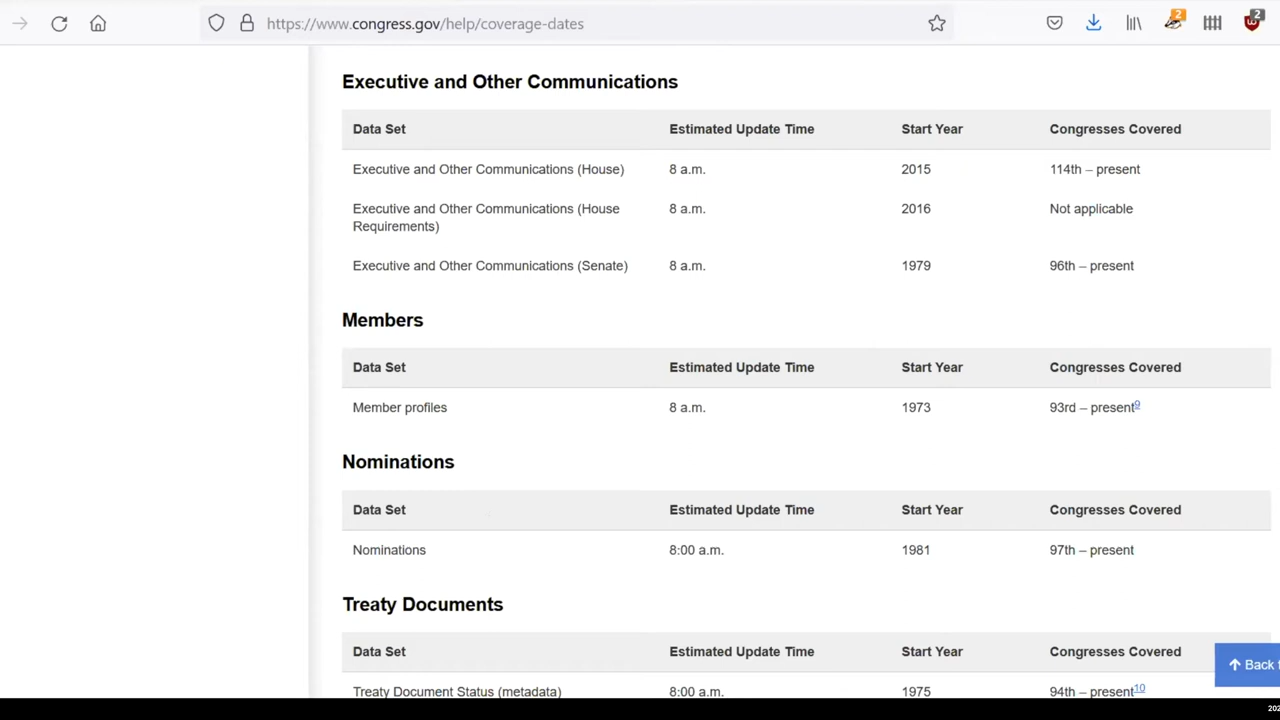 2
2
https://www.congress.gov/help/coverage-dates
Executive and Other Communications
Data Set Estimated Update Time Start Year Congresses Covered
Executive and Other Communications (House) 8 a.m. 2015 114th – present
Executive and Other Communications (House 8 a.m. 2016 Not applicable
Requirements)
Executive and Other Communications (Senate) 8 a.m. 1979 96th – present
Members
Data Set Estimated Update Time Start Year Congresses Covered
Member profiles 8 a.m. 1973 93rd – present9
Nominations
Data Set Estimated Update Time Start Year Congresses Covered
Nominations 8:00 a.m. 1981 97th – present
Treaty Documents
Data Set Estimated Update Time Start Year Congresses Covered
Back
Treaty Document Status (metadata) 8:00 a.m. 1975 94th – present10